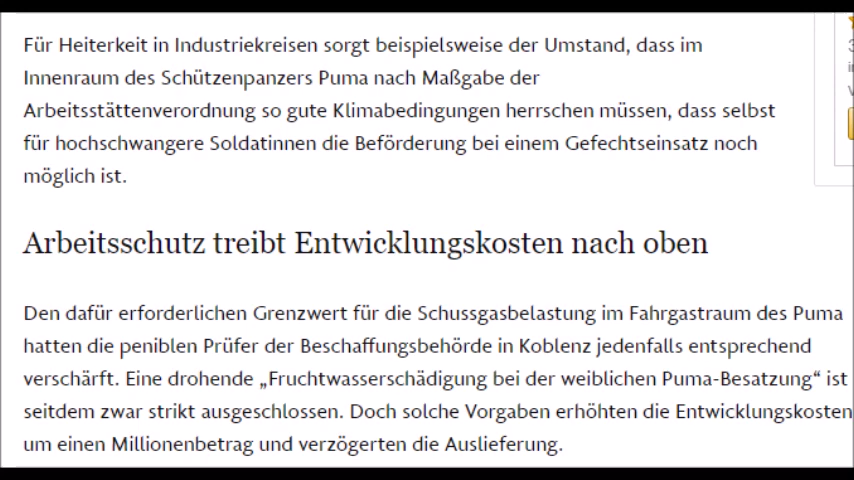 Für Heiterkeit in Industriekreisen sorgt beispielsweise der Umstand, dass im
Innenraum des Schützenpanzers Puma nach Maßgabe der
Arbeitsstättenverordnung so gute Klimabedingungen herrschen müssen, dass selbst
für hochschwangere Soldatinnen die Beförderung bei einem Gefechtseinsatz noch
möglich ist.
Arbeitsschutz treibt Entwicklungskosten nach oben
Den dafür erforderlichen Grenzwert für die Schussgasbelastung im Fahrgastraum des Puma
hatten die peniblen Prüfer der Beschaffungsbehörde in Koblenz jedenfalls entsprechend
verschärft. Eine drohende „Fruchtwasserschädigung bei der weiblichen Puma-Besatzung“ ist
seitdem zwar strikt ausgeschlossen. Doch solche Vorgaben erhöhten die Entwicklungskosten
um einen Millionenbetrag und verzögerten die Auslieferung.